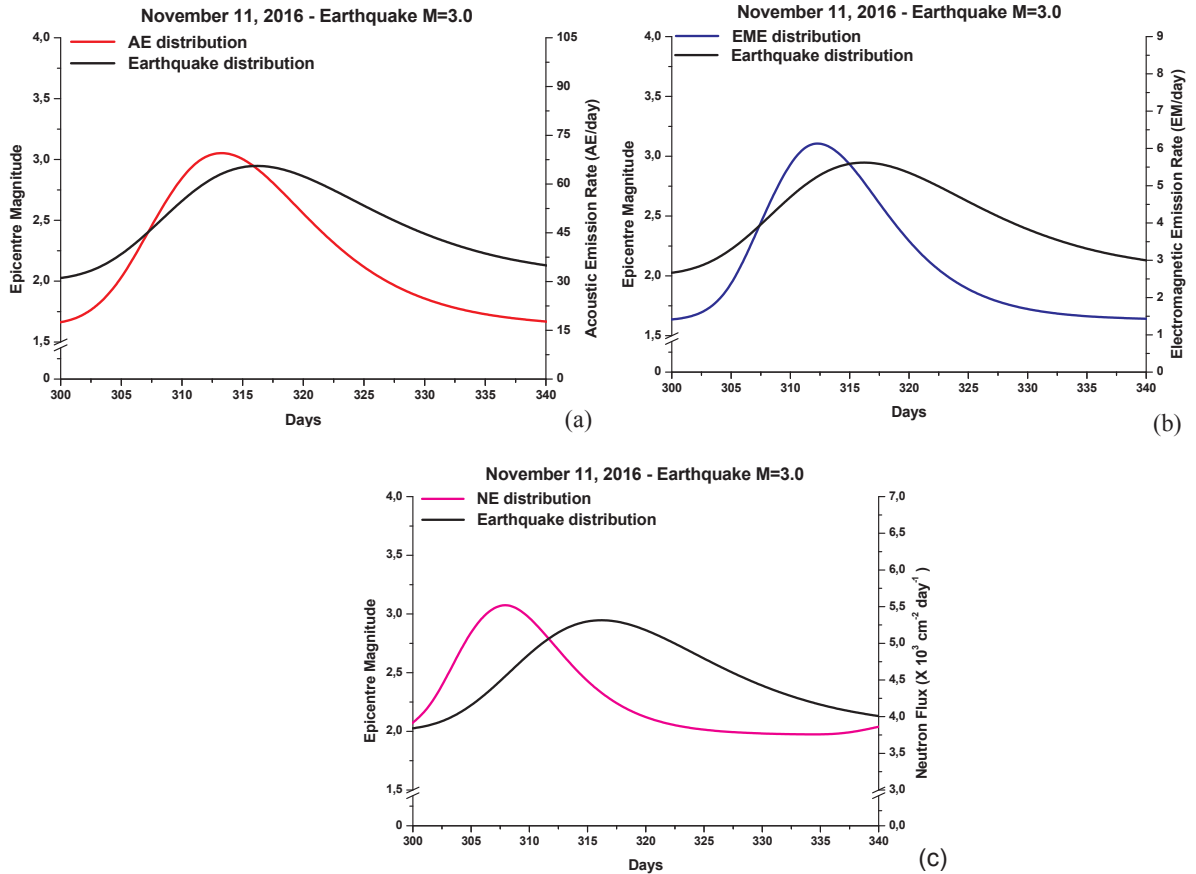 November 11, 2016 - Earthquake M=3.0
AE distribution
Earthquake distribution
Epicentre Magnitude
4,0
3,5
3,0
2,5
2,0
1,5
0
105
90
75
60
45
30
15
0
Acoustic Emission Rate (AE/day)
300 305 310 315 320 325 330 335 340
Days
(a)
November 11, 2016 - Earthquake M=3.0
EME distribution
Earthquake distribution
Epicentre Magnitude
4,0
3,5
3,0
2,5
2,0
1,5
0
9
8
7
6
5
4
3
2
1
0
Electromagnetic Emission Rate (EM/day)
300 305 310 315 320 325 330 335 340
Days
(b)
November 11, 2016 - Earthquake M=3.0
NE distribution
Earthquake distribution
Epicentre Magnitude
4,0
3,5
3,0
2,5
2,0
1,5
0
7,0
6,5
6,0
5,5
5,0
4,5
4,0
3,5
3,0
0,0
Neutron Flux (X 10³ cm⁻² day⁻¹ )
300 305 310 315 320 325 330 335 340
Days
(c)